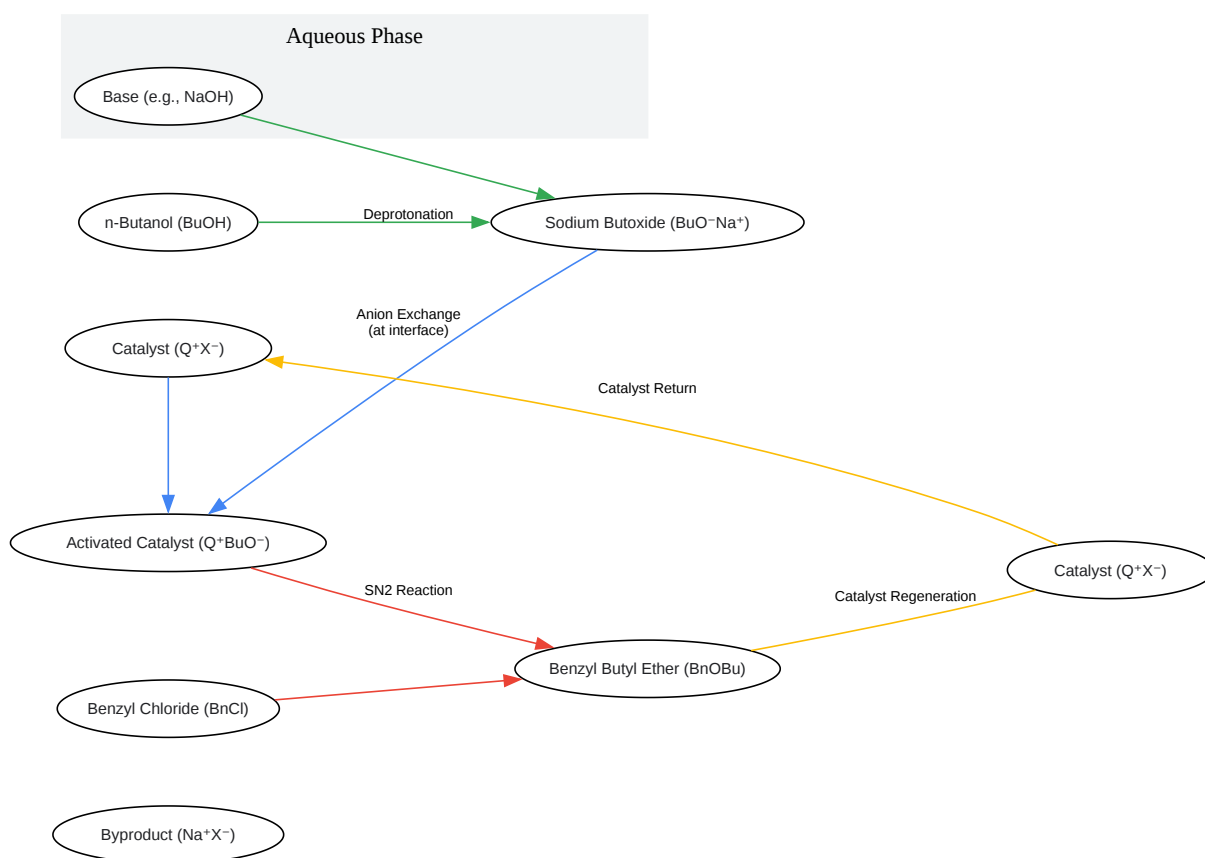 Aqueous Phase
Base (e.g., NaOH)
n-Butanol (BuOH)
Deprotonation
Sodium Butoxide (BuO⁻Na⁺)
Anion Exchange
(at interface)
Catalyst (Q⁺X⁻)
Catalyst Return
Activated Catalyst (Q⁺BuO⁻)
Catalyst (Q⁺X⁻)
SN2 Reaction
Catalyst Regeneration
Benzyl Butyl Ether (BnOBu)
Benzyl Chloride (BnCl)
Byproduct (Na⁺X⁻)